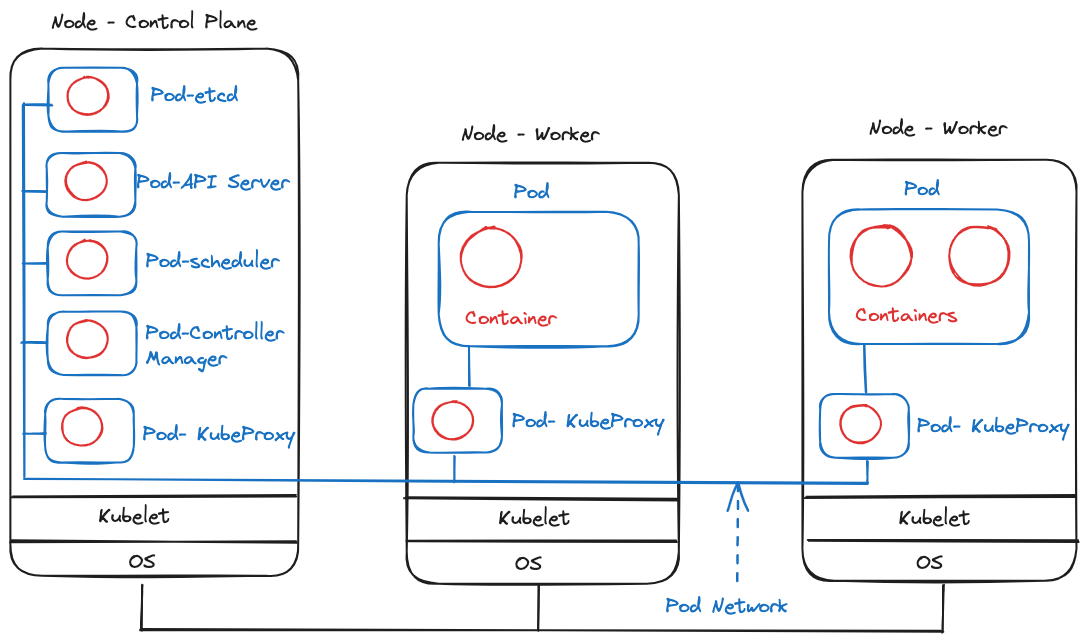 Node - Control Plane
Pod-etcd
Pod-API Server
Pod-scheduler
Pod-Controller
Manager
Pod- KubeProxy
Kubelet
OS
Node - Worker
Pod
Container
Pod- KubeProxy
Kubelet
OS
Node - Worker
Pod
Containers
Pod- KubeProxy
Kubelet
OS
Pod Network